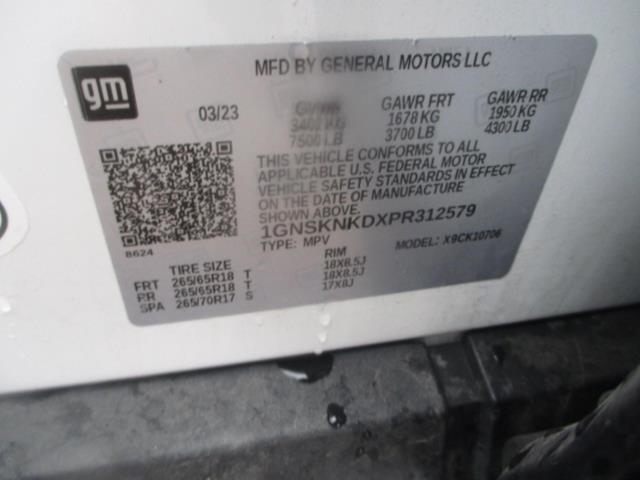 gm
MFD BY GENERAL MOTORS LLC
03/23 GVWR GAWR FRT GAWR RR
3402 KG 1678 KG 1950 KG
7500 LB 3700 LB 4300 LB
THIS VEHICLE CONFORMS TO ALL
APPLICABLE U.S. FEDERAL MOTOR
VEHICLE SAFETY STANDARDS IN EFFECT
ON THE DATE OF MANUFACTURE
SHOWN ABOVE.
1GNSKNKDXPR312579
TYPE: MPV MODEL: X9CK10706
8624
TIRE SIZE RIM
FRT 265/65R18 T 18X8.5J
RR 265/65R18 T 18X8.5J
SPA 265/70R17 S 17X8J